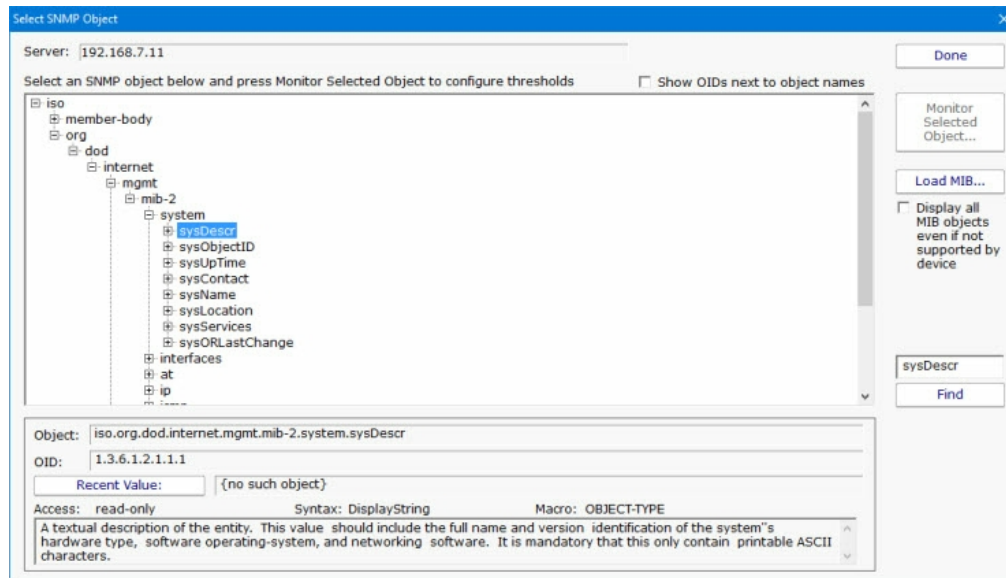 Select SNMP Object
Server: 192.168.7.11
Done
Select an SNMP object below and press Monitor Selected Object to configure thresholds
Show OIDs next to object names
iso
member-body
org
dod
internet
mgmt
mib-2
system
sysDescr
sysObjectID
sysUpTime
sysContact
sysName
sysLocation
sysServices
sysORLastChange
interfaces
at
ip
Monitor
Selected
Object...
Load MIB...
Display all
MIB objects
even if not
supported by
device
sysDescr
Find
Object: iso.org.dod.internet.mgmt.mib-2.system.sysDescr
OID: 1.3.6.1.2.1.1.1
Recent Value: {no such object}
Access: read-only Syntax: DisplayString Macro: OBJECT-TYPE
A textual description of the entity. This value should include the full name and version identification of the system"s
hardware type, software operating-system, and networking software. It is mandatory that this only contain printable ASCII
characters.